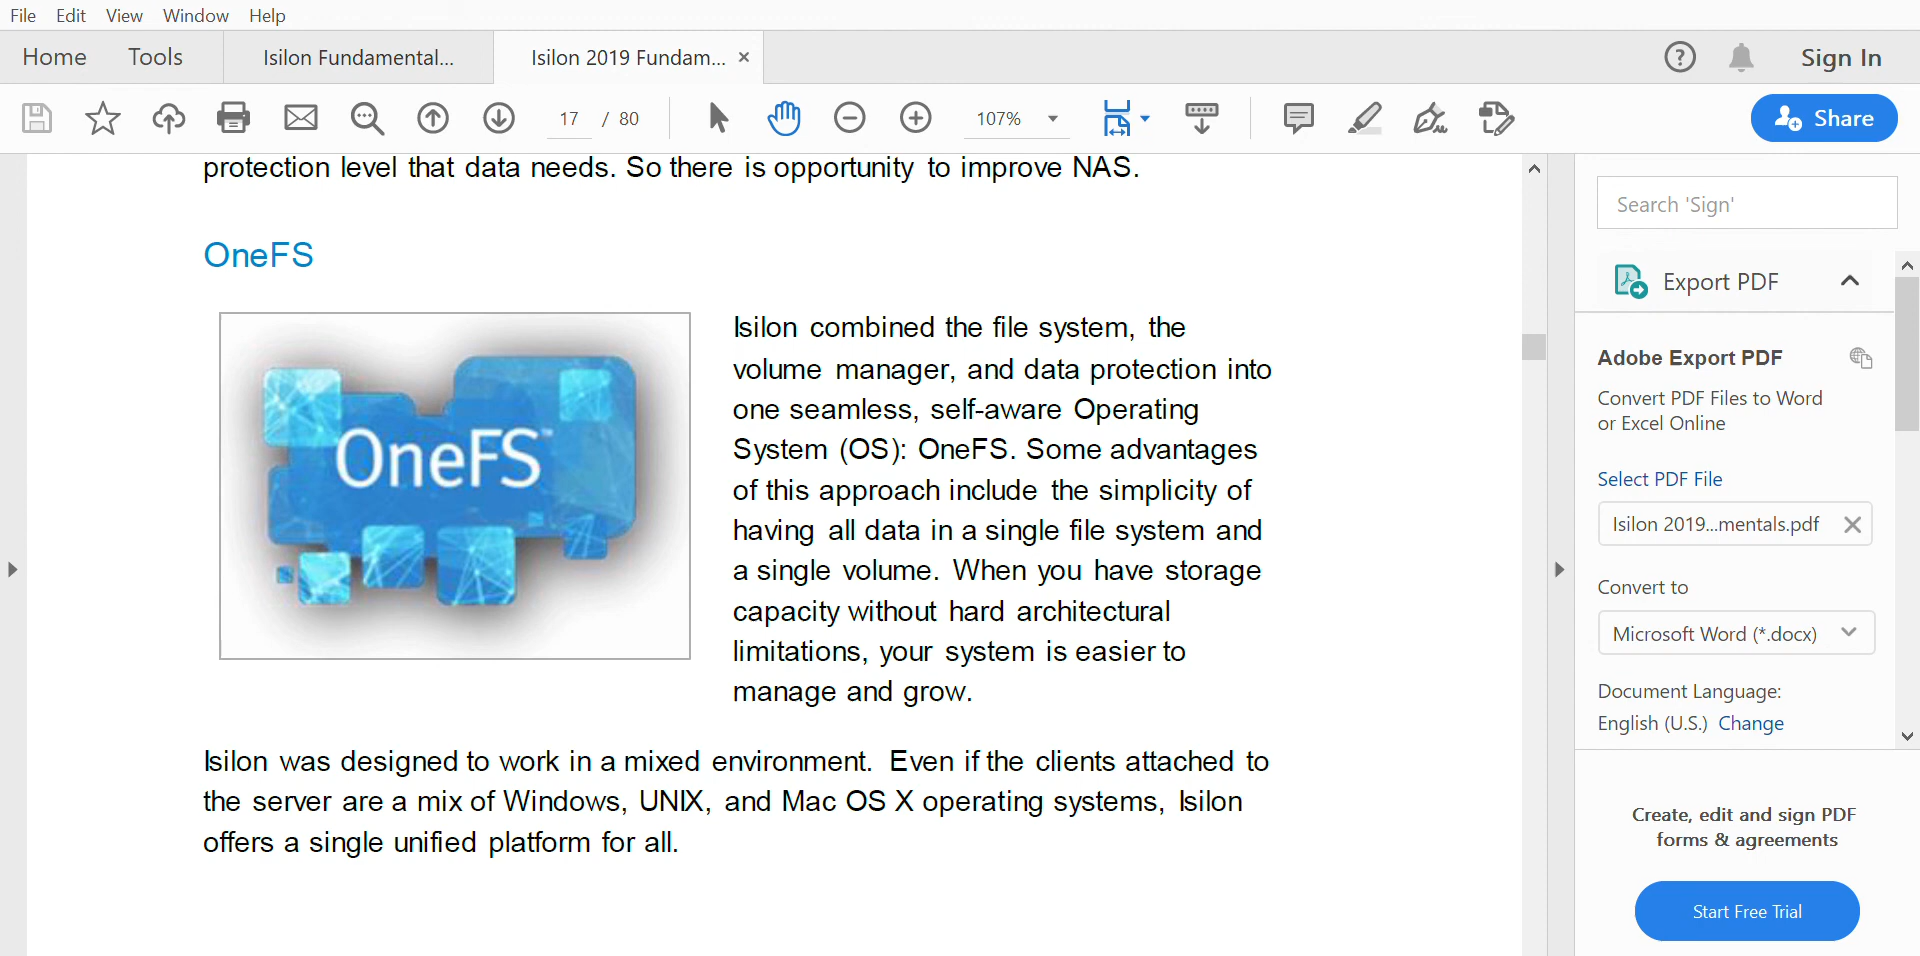 File Edit View Window Help
Home Tools Isilon Fundamental... Isilon 2019 Fundam... × ? Sign In
17 / 80 107% Share
protection level that data needs. So there is opportunity to improve NAS.
Search 'Sign'
OneFS
Export PDF
Isilon combined the file system, the
volume manager, and data protection into
one seamless, self-aware Operating
System (OS): OneFS. Some advantages
of this approach include the simplicity of
having all data in a single file system and
a single volume. When you have storage
capacity without hard architectural
limitations, your system is easier to
manage and grow.
OneFS™
Isilon was designed to work in a mixed environment. Even if the clients attached to
the server are a mix of Windows, UNIX, and Mac OS X operating systems, Isilon
offers a single unified platform for all.
Adobe Export PDF
Convert PDF Files to Word
or Excel Online
Select PDF File
Isilon 2019...mentals.pdf
Convert to
Microsoft Word (*.docx)
Document Language:
English (U.S.) Change
Create, edit and sign PDF
forms & agreements
Start Free Trial